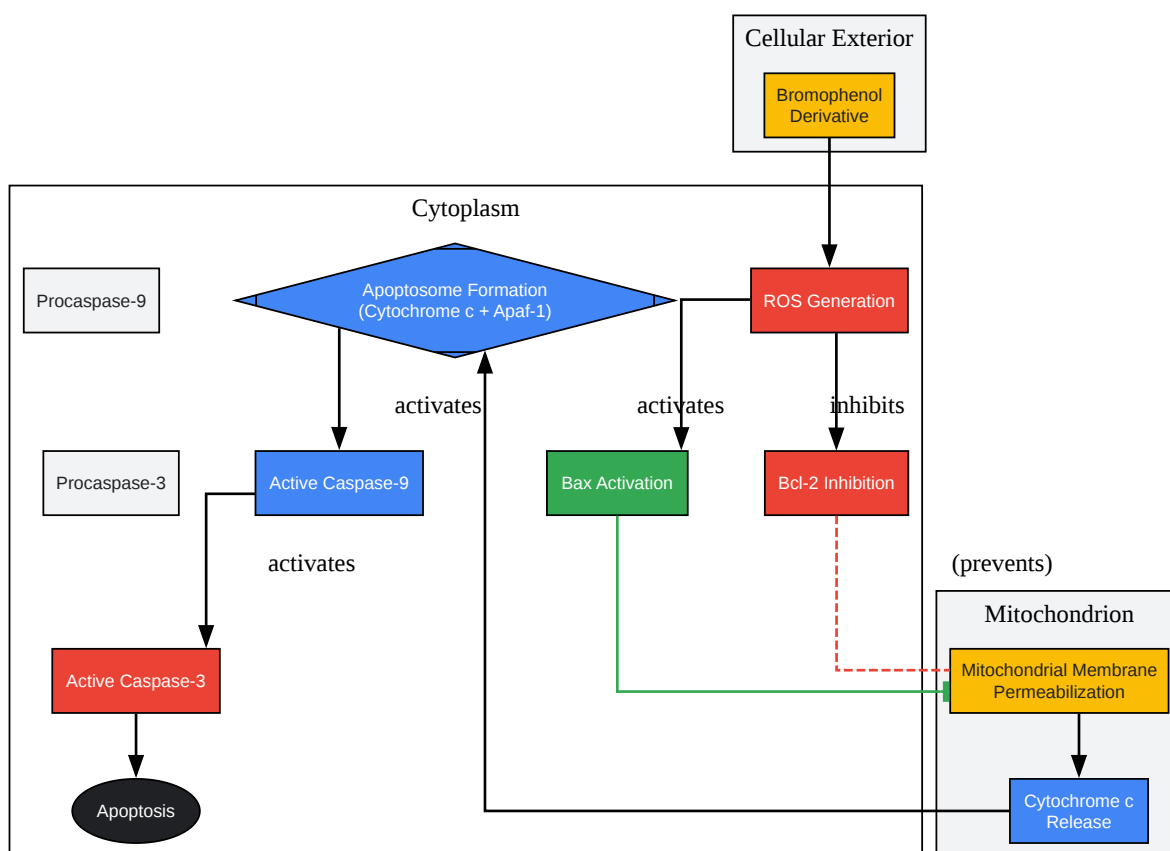 Cellular Exterior
Bromophenol
Derivative
Cytoplasm
Procaspase-9
Apoptosome Formation
(Cytochrome c + Apaf-1)
ROS Generation
activates
activates
inhibits
Procaspase-3
Active Caspase-9
Bax Activation
Bcl-2 Inhibition
activates
(prevents)
Mitochondrion
Active Caspase-3
Mitochondrial Membrane
Permeabilization
Apoptosis
Cytochrome c
Release